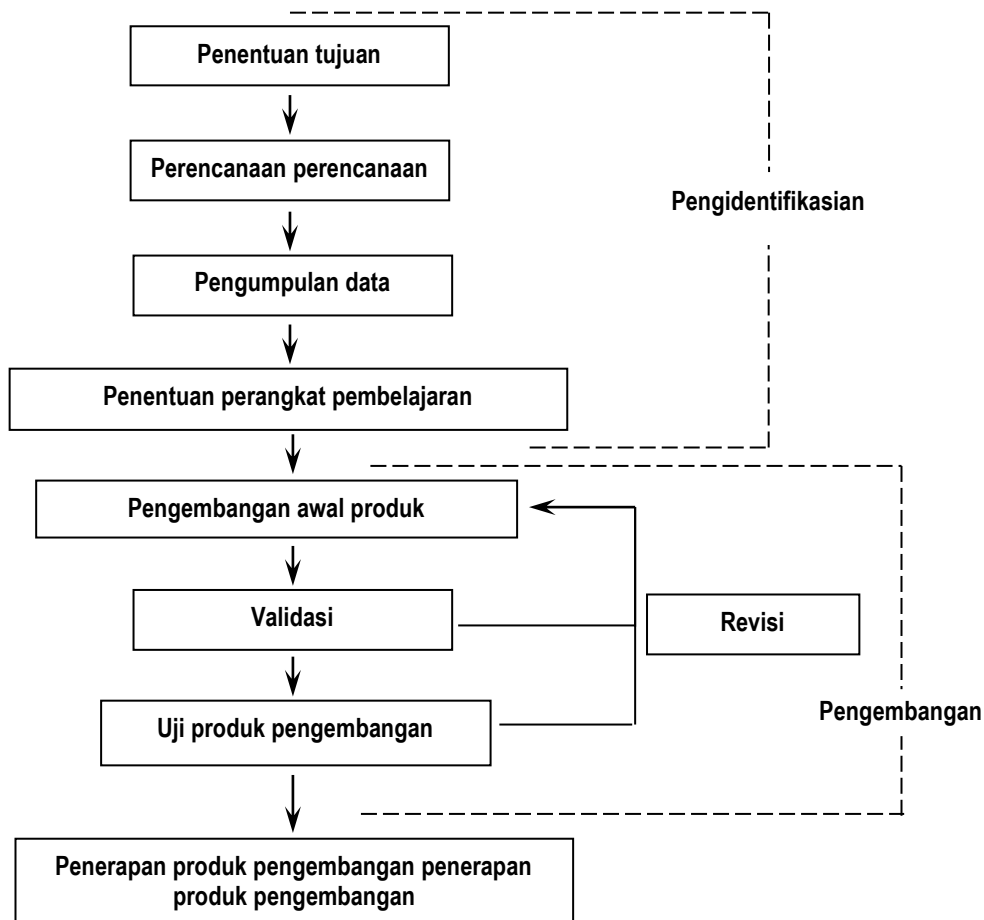 Penentuan tujuan
Perencanaan perencanaan
Pengidentifikasian
Pengumpulan data
Penentuan perangkat pembelajaran
Pengembangan awal produk
Validasi
Revisi
Uji produk pengembangan
Pengembangan
Penerapan produk pengembangan penerapan
produk pengembangan